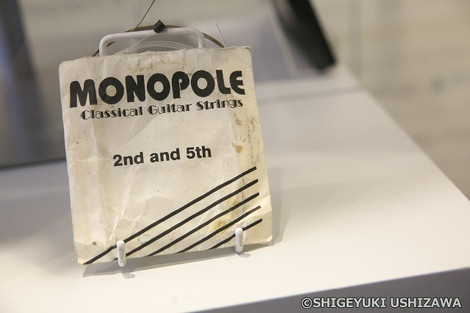 MONOPOLE
Classical Guitar Strings
2nd and 5th
©SHIGEYUKI USHIZAWA